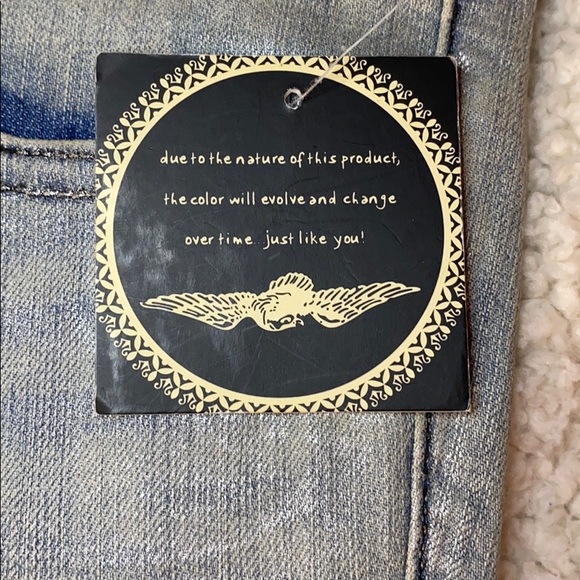 due to the nature of this product,
the color will evolve and change
over time...just like you!